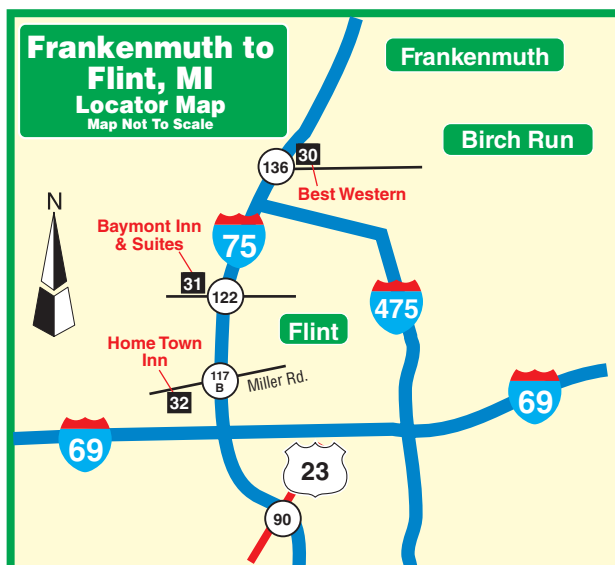 Frankenmuth to
Flint, MI
Locator Map
Map Not To Scale
Frankenmuth
Birch Run
136
30
Best Western
N
Baymont Inn
& Suites
75
31
122
475
Flint
Home Town
Inn
117
B
Miller Rd.
32
69
69
23
90